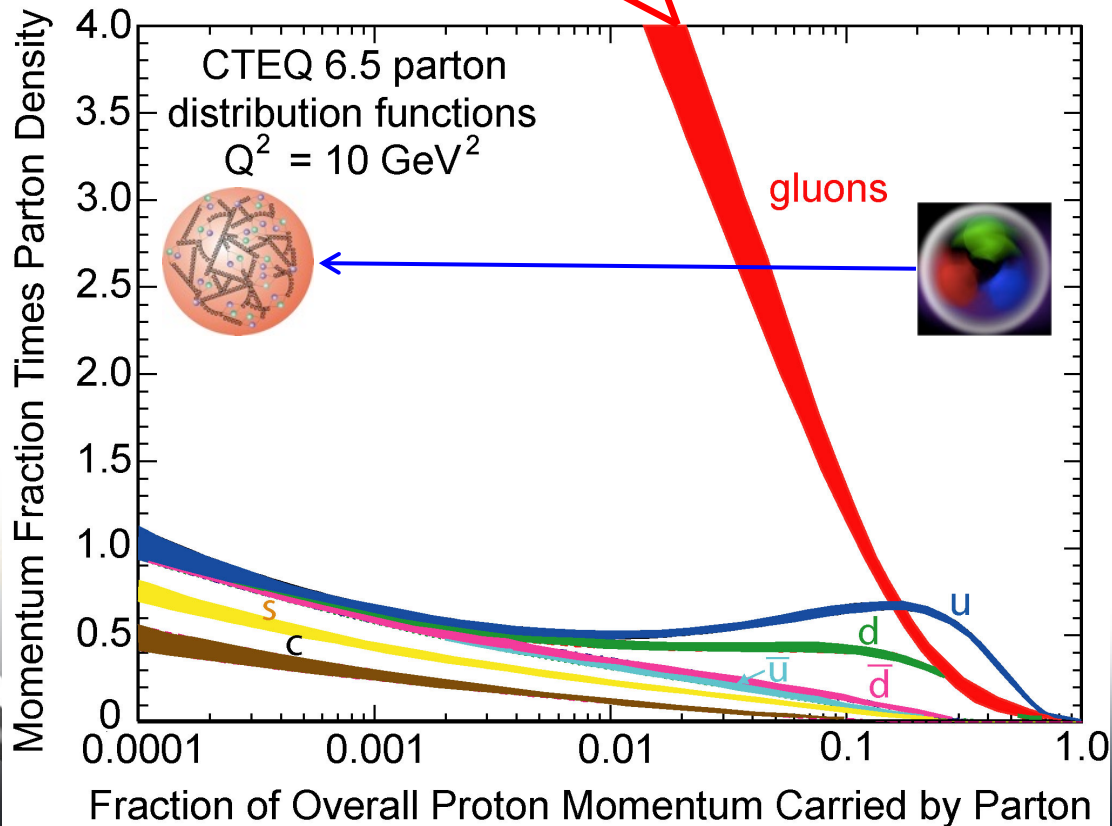 Momentum Fraction Times Parton Density
4.0
3.5
3.0
2.5
2.0
1.5
1.0
0.5
0
CTEQ 6.5 parton
distribution functions
Q² = 10 GeV²
gluons
s
c
u
d
u̅
d̅
0.0001
0.001
0.01
0.1
1.0
Fraction of Overall Proton Momentum Carried by Parton